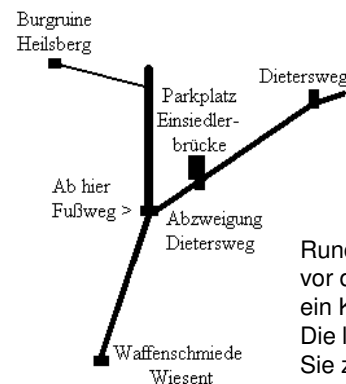 Burgruine
Heilsberg
Dietersweg
Parkplatz
Einsiedler-
brücke
Ab hier
Fußweg >
Abzweigung
Dietersweg
Waffenschmiede
Wiesent
Rund
vor d
ein K
Die l
Sie z